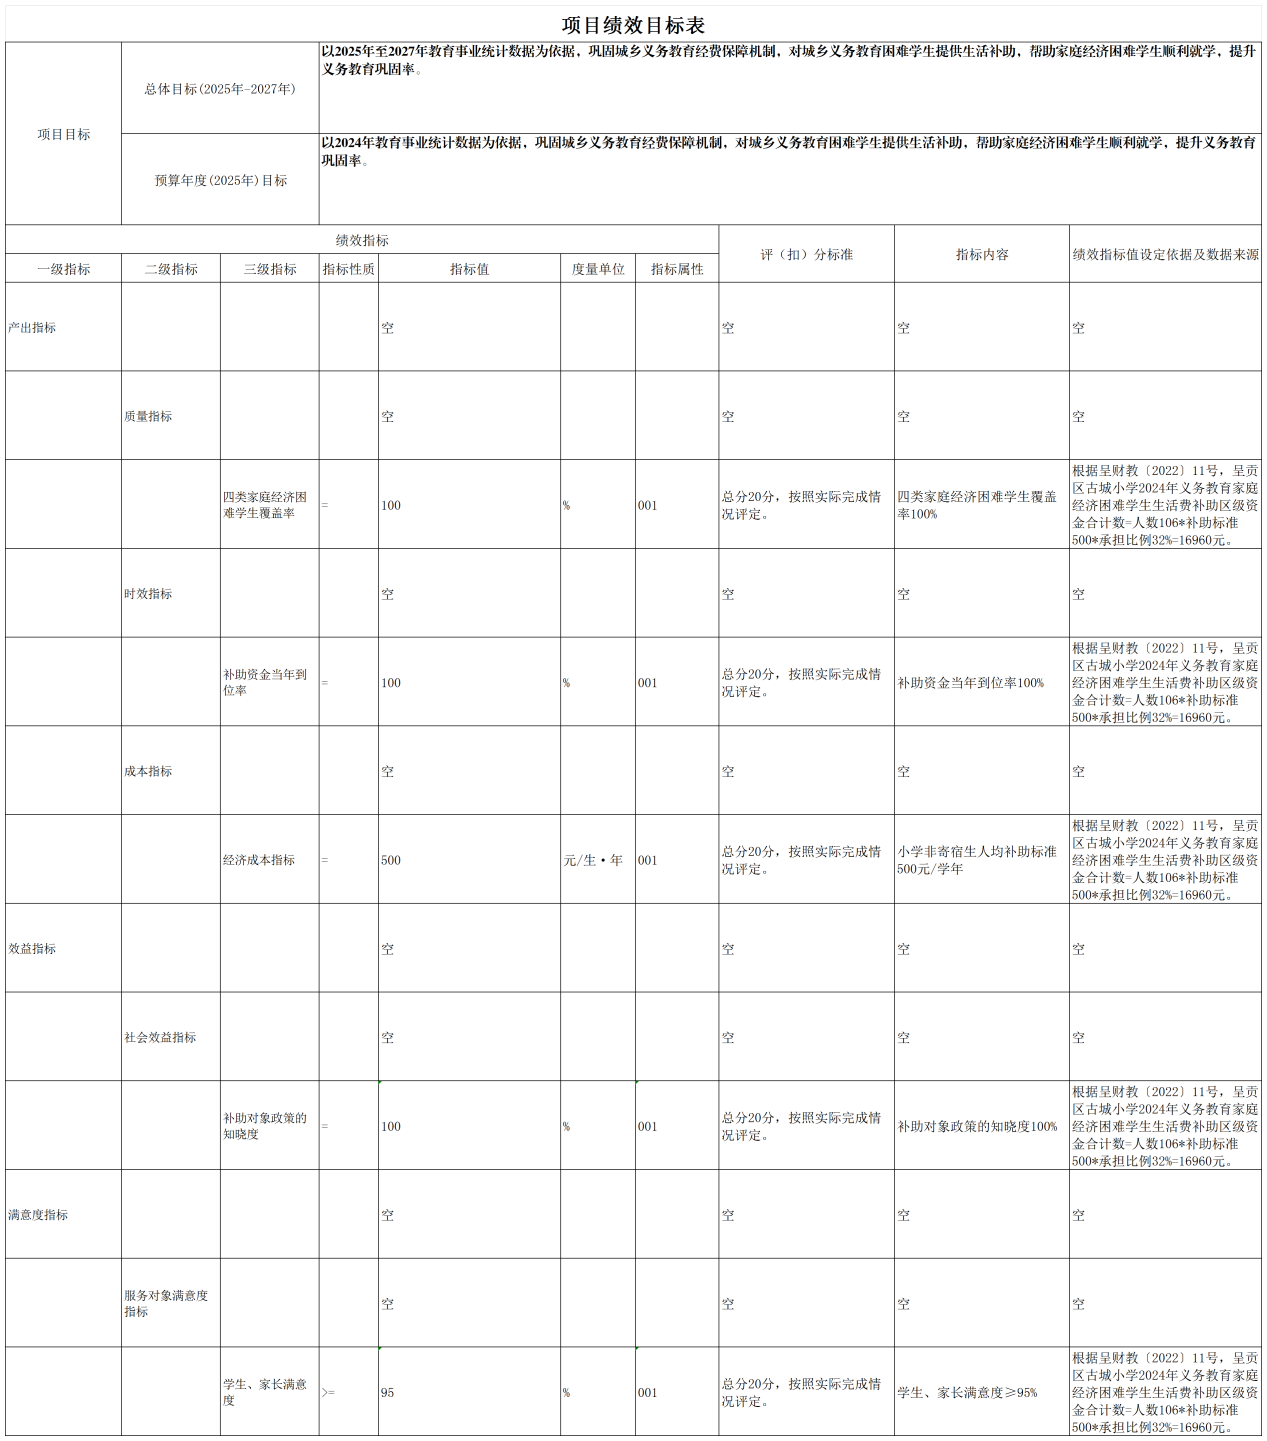 项目绩效目标表
项目目标
总体目标(2025年-2027年)
以2025年至2027年教育事业统计数据为依据，巩固城乡义务教育经费保障机制，对城乡义务教育困难学生提供生活补助，帮助家庭经济困难学生顺利就学，提升
义务教育巩固率。
预算年度(2025年)目标
以2024年教育事业统计数据为依据，巩固城乡义务教育经费保障机制，对城乡义务教育困难学生提供生活补助，帮助家庭经济困难学生顺利就学，提升义务教育
巩固率。
绩效指标
评（扣）分标准
指标内容
绩效指标值设定依据及数据来源
一级指标 二级指标 三级指标 指标性质 指标值 度量单位 指标属性
产出指标 空 空 空 空
质量指标 空 空 空 空
四类家庭经济困
难学生覆盖率
=
100
%
001
总分20分，按照实际完成情
况评定。
四类家庭经济困难学生覆盖
率100%
根据呈财教〔2022〕11号，呈贡
区古城小学2024年义务教育家庭
经济困难学生生活费补助区级资
金合计数=人数106*补助标准
500*承担比例32%=16960元。
时效指标 空 空 空 空
补助资金当年到
位率
=
100
%
001
总分20分，按照实际完成情
况评定。
补助资金当年到位率100%
根据呈财教〔2022〕11号，呈贡
区古城小学2024年义务教育家庭
经济困难学生生活费补助区级资
金合计数=人数106*补助标准
500*承担比例32%=16960元。
成本指标 空 空 空 空
经济成本指标
=
500
元/生·年
001
总分20分，按照实际完成情
况评定。
小学非寄宿生人均补助标准
500元/学年
根据呈财教〔2022〕11号，呈贡
区古城小学2024年义务教育家庭
经济困难学生生活费补助区级资
金合计数=人数106*补助标准
500*承担比例32%=16960元。
效益指标 空 空 空 空
社会效益指标 空 空 空 空
补助对象政策的
知晓度
=
100
%
001
总分20分，按照实际完成情
况评定。
补助对象政策的知晓度100%
根据呈财教〔2022〕11号，呈贡
区古城小学2024年义务教育家庭
经济困难学生生活费补助区级资
金合计数=人数106*补助标准
500*承担比例32%=16960元。
满意度指标 空 空 空 空
服务对象满意度
指标
空 空 空 空
学生、家长满意
度
>=
95
%
001
总分20分，按照实际完成情
况评定。
学生、家长满意度≥95%
根据呈财教〔2022〕11号，呈贡
区古城小学2024年义务教育家庭
经济困难学生生活费补助区级资
金合计数=人数106*补助标准
500*承担比例32%=16960元。